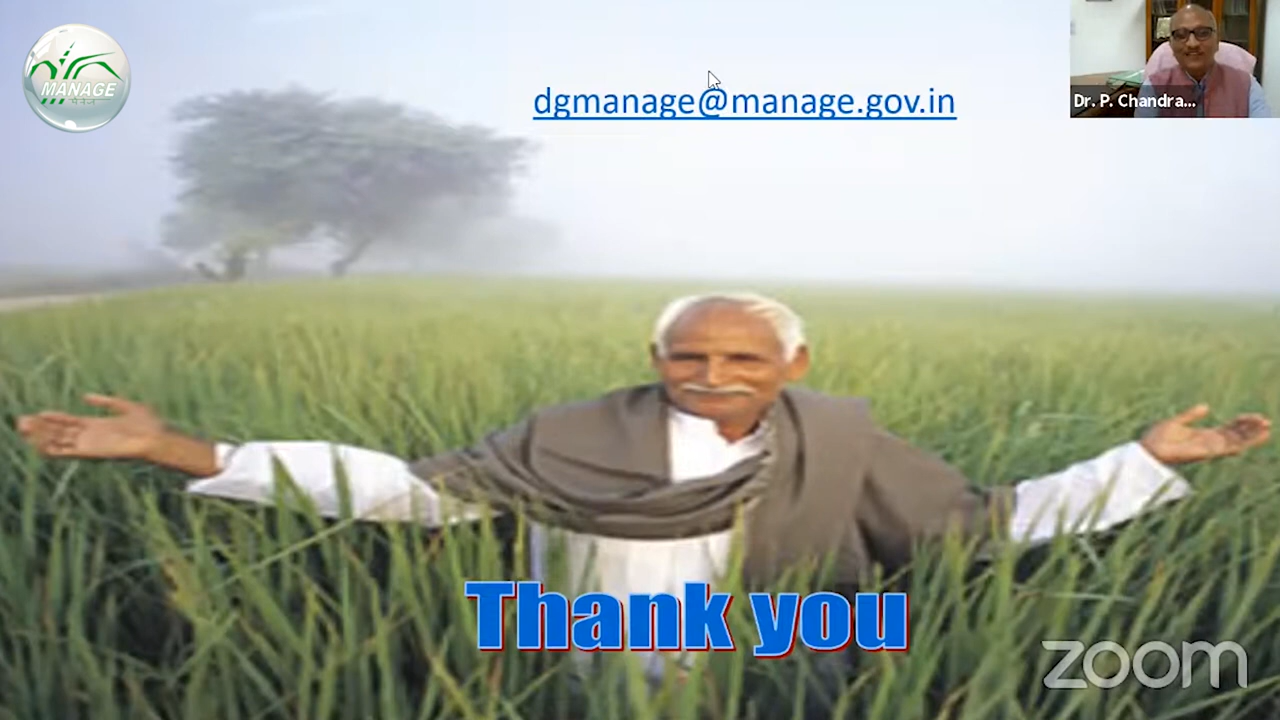 MANAGE
मैनेज
dgmanage@manage.gov.in
Dr. P. Chandra...
Thank you
zoom